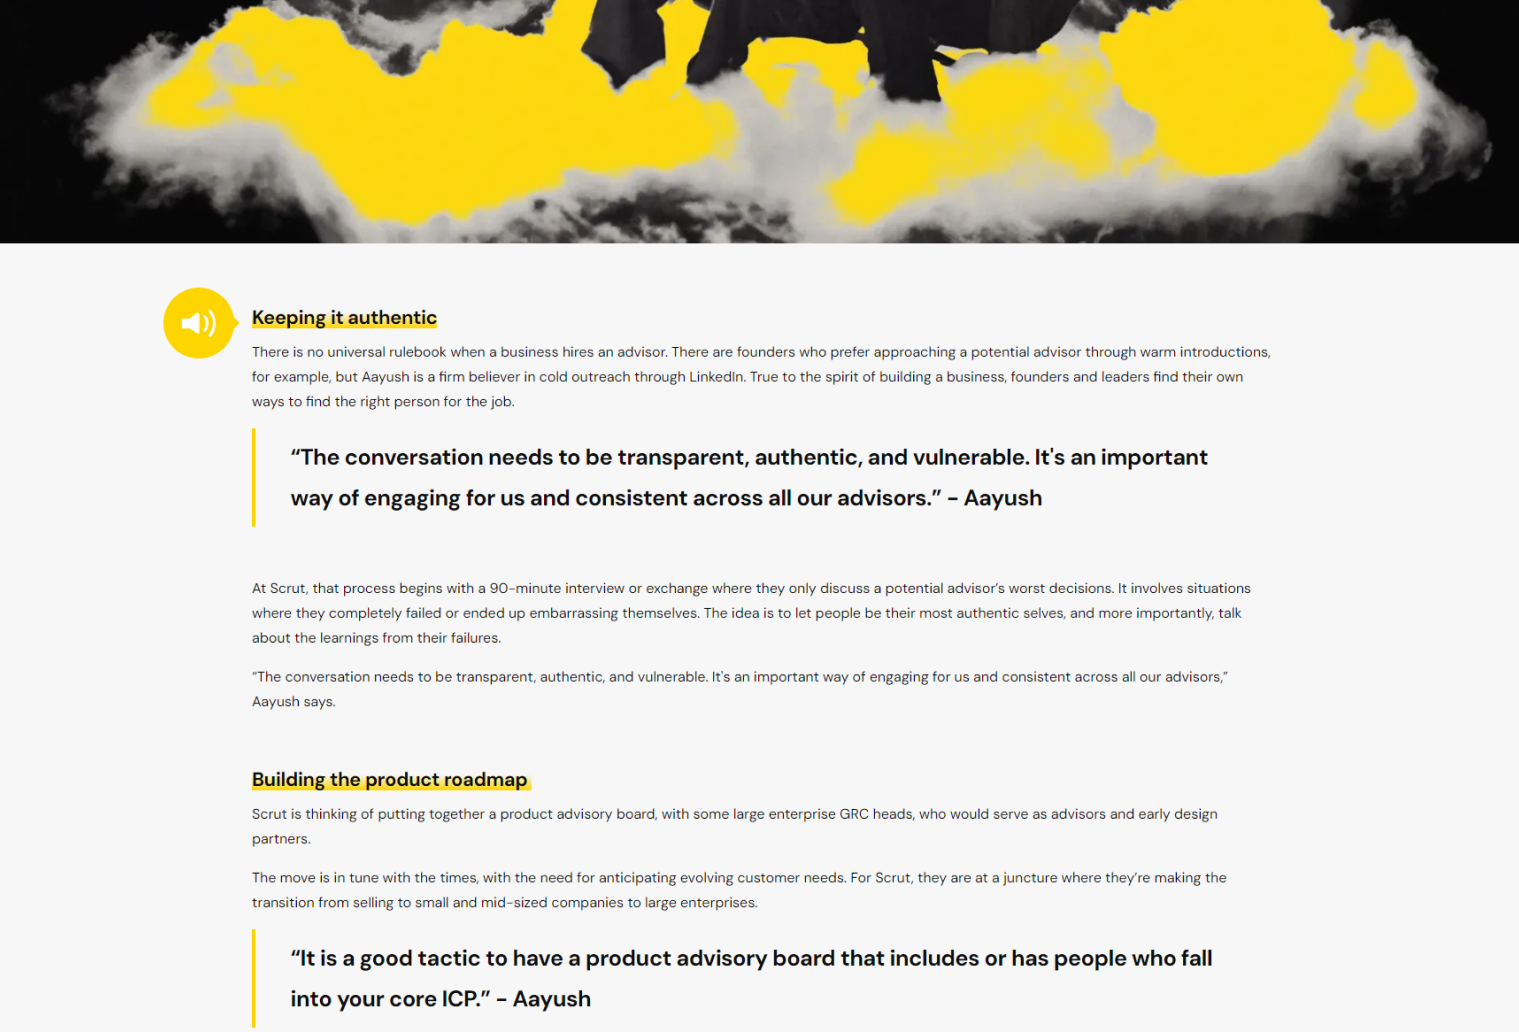 Keeping it authentic
There is no universal rulebook when a business hires an advisor. There are founders who prefer approaching a potential advisor through warm introductions,
for example, but Aayush is a firm believer in cold outreach through LinkedIn. True to the spirit of building a business, founders and leaders find their own
ways to find the right person for the job.
“The conversation needs to be transparent, authentic, and vulnerable. It's an important
way of engaging for us and consistent across all our advisors.” – Aayush
At Scrut, that process begins with a 90-minute interview or exchange where they only discuss a potential advisor’s worst decisions. It involves situations
where they completely failed or ended up embarrassing themselves. The idea is to let people be their most authentic selves, and more importantly, talk
about the learnings from their failures.
“The conversation needs to be transparent, authentic, and vulnerable. It's an important way of engaging for us and consistent across all our advisors,”
Aayush says.
Building the product roadmap
Scrut is thinking of putting together a product advisory board, with some large enterprise GRC heads, who would serve as advisors and early design
partners.
The move is in tune with the times, with the need for anticipating evolving customer needs. For Scrut, they are at a juncture where they’re making the
transition from selling to small and mid-sized companies to large enterprises.
“It is a good tactic to have a product advisory board that includes or has people who fall
into your core ICP.” – Aayush